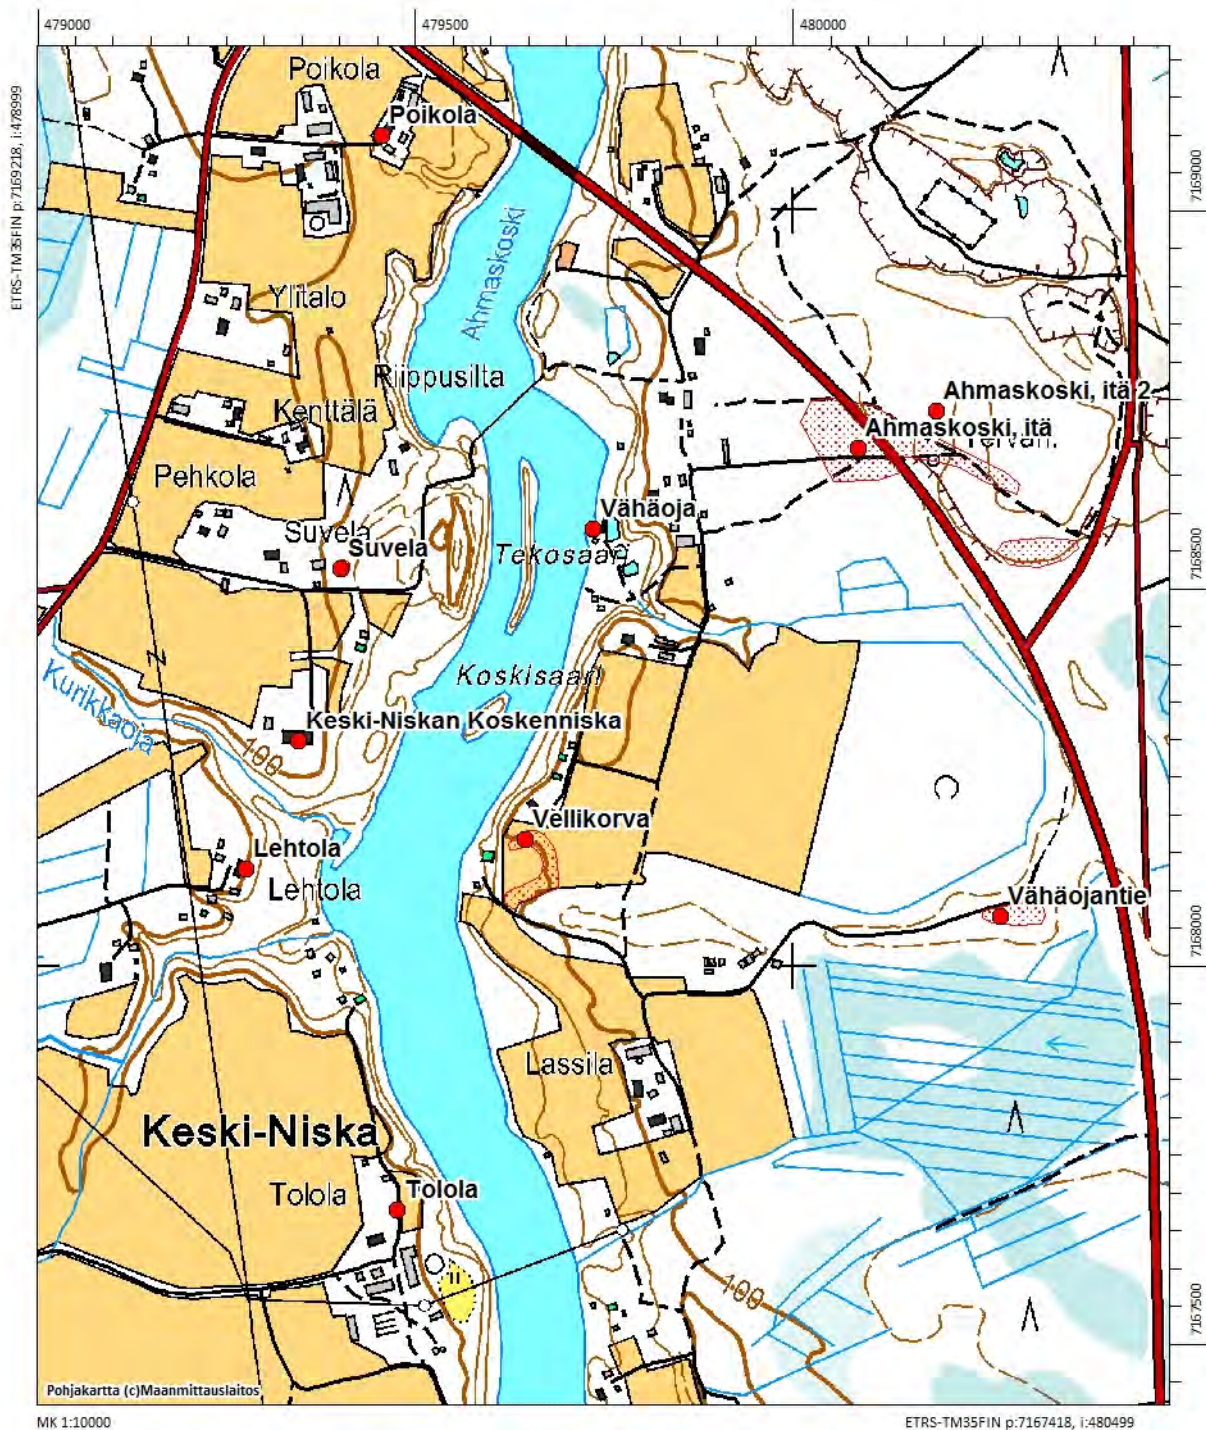 479000
479500
480000
ETRS-TM35FIN p:7169218, i:478999
Poikola
Poikola
7169000
Ahmaskoski
Ylitalo
Riippusilta
Kenttälä
Ahmaskoski, itä 2
Ahmaskoski, itä
Pehkola
Vähäoja
Suvela
Suvela
Tekosaari
7168500
Koskisaari
Kurikkaoja
Keski-Niskan Koskenniska
100
Vellikorva
Lehtola
Lehtola
Vähäojantie
7168000
Lassila
Keski-Niska
Tolola
Tolola
100
7167500
Pohjakartta (c)Maanmittauslaitos
MK 1:10000
ETRS-TM35FIN p:7167418, i:480499